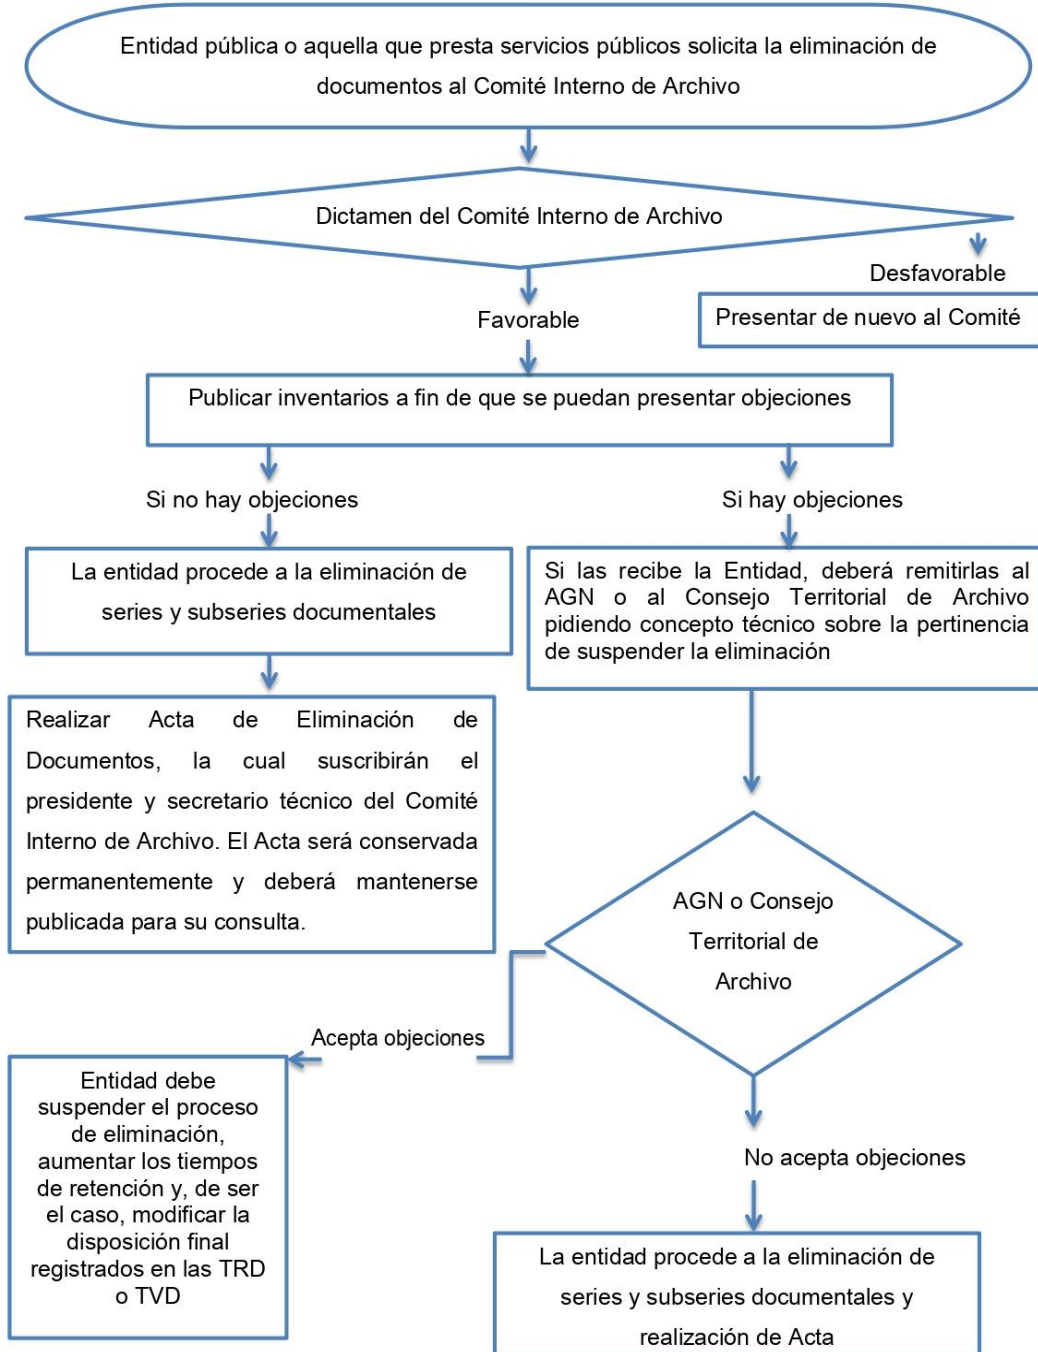 Entidad pública o aquella que presta servicios públicos solicita la eliminación de
documentos al Comité Interno de Archivo
Dictamen del Comité Interno de Archivo
Desfavorable
Presentar de nuevo al Comité
Favorable
Publicar inventarios a fin de que se puedan presentar objeciones
Si no hay objeciones
Si hay objeciones
La entidad procede a la eliminación de
series y subseries documentales
Si las recibe la Entidad, deberá remitirlas al
AGN o al Consejo Territorial de Archivo
pidiendo concepto técnico sobre la pertinencia
de suspender la eliminación
Realizar Acta de Eliminación de
Documentos, la cual suscribirán el
presidente y secretario técnico del Comité
Interno de Archivo. El Acta será conservada
permanentemente y deberá mantenerse
publicada para su consulta.
AGN o Consejo
Territorial de
Archivo
Acepta objeciones
Entidad debe
suspender el proceso
de eliminación,
aumentar los tiempos
de retención y, de ser
el caso, modificar la
disposición final
registrados en las TRD
o TVD
No acepta objeciones
La entidad procede a la eliminación de
series y subseries documentales y
realización de Acta